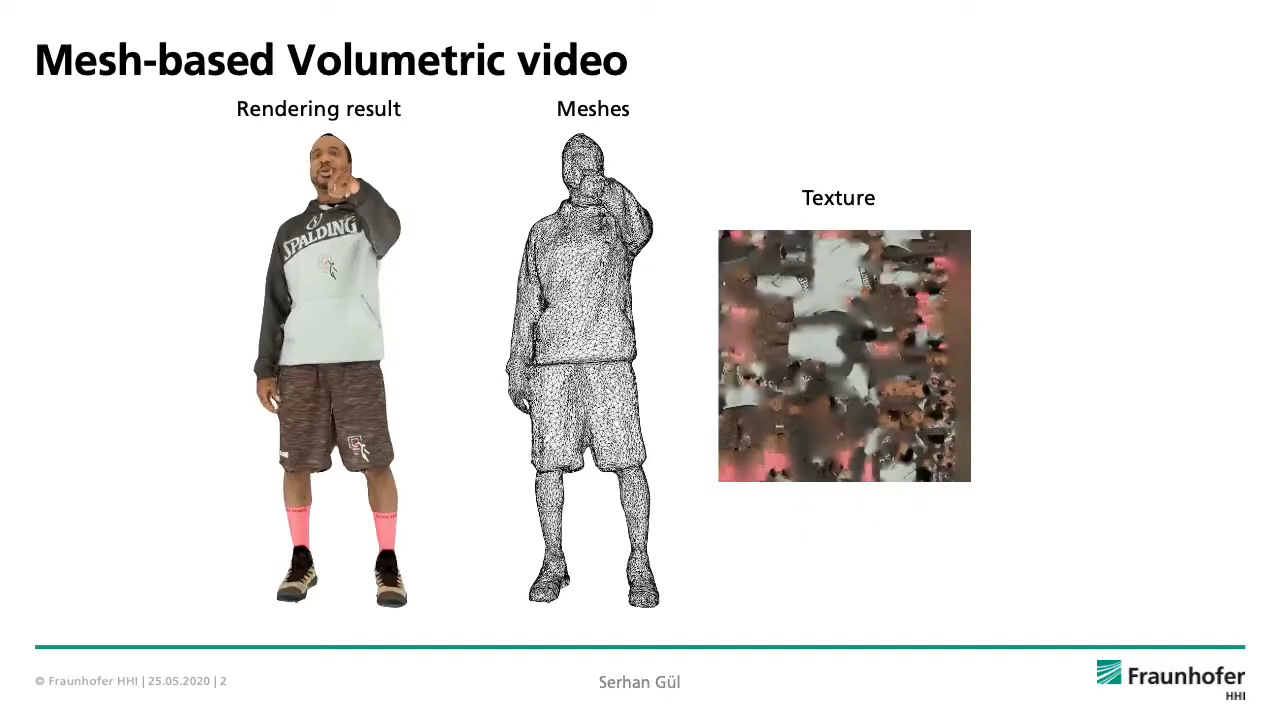 Mesh-based Volumetric video
Rendering result
Meshes
Texture
SPALDING
© Fraunhofer HHI | 25.05.2020 | 2
Serhan Gül
Fraunhofer
HHI